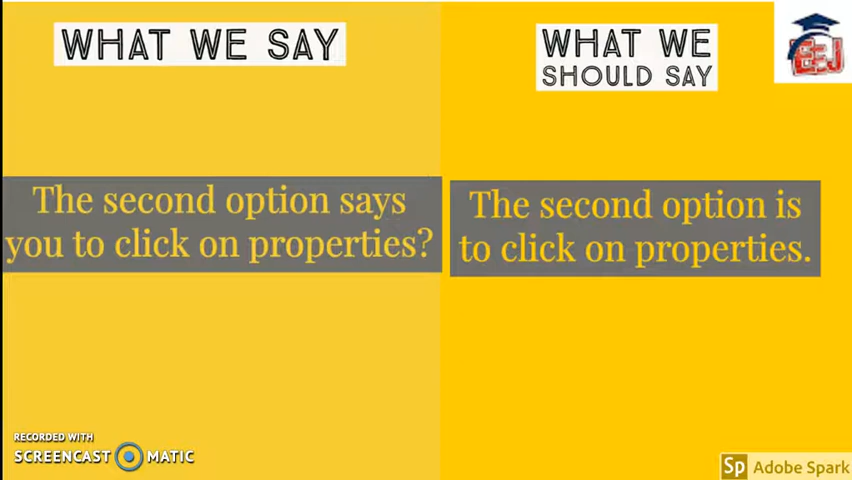 WHAT WE SAY
The second option says
you to click on properties?
WHAT WE
SHOULD SAY
The second option is
to click on properties.
EEJ
RECORDED WITH
SCREENCAST MATIC
Sp Adobe Spark